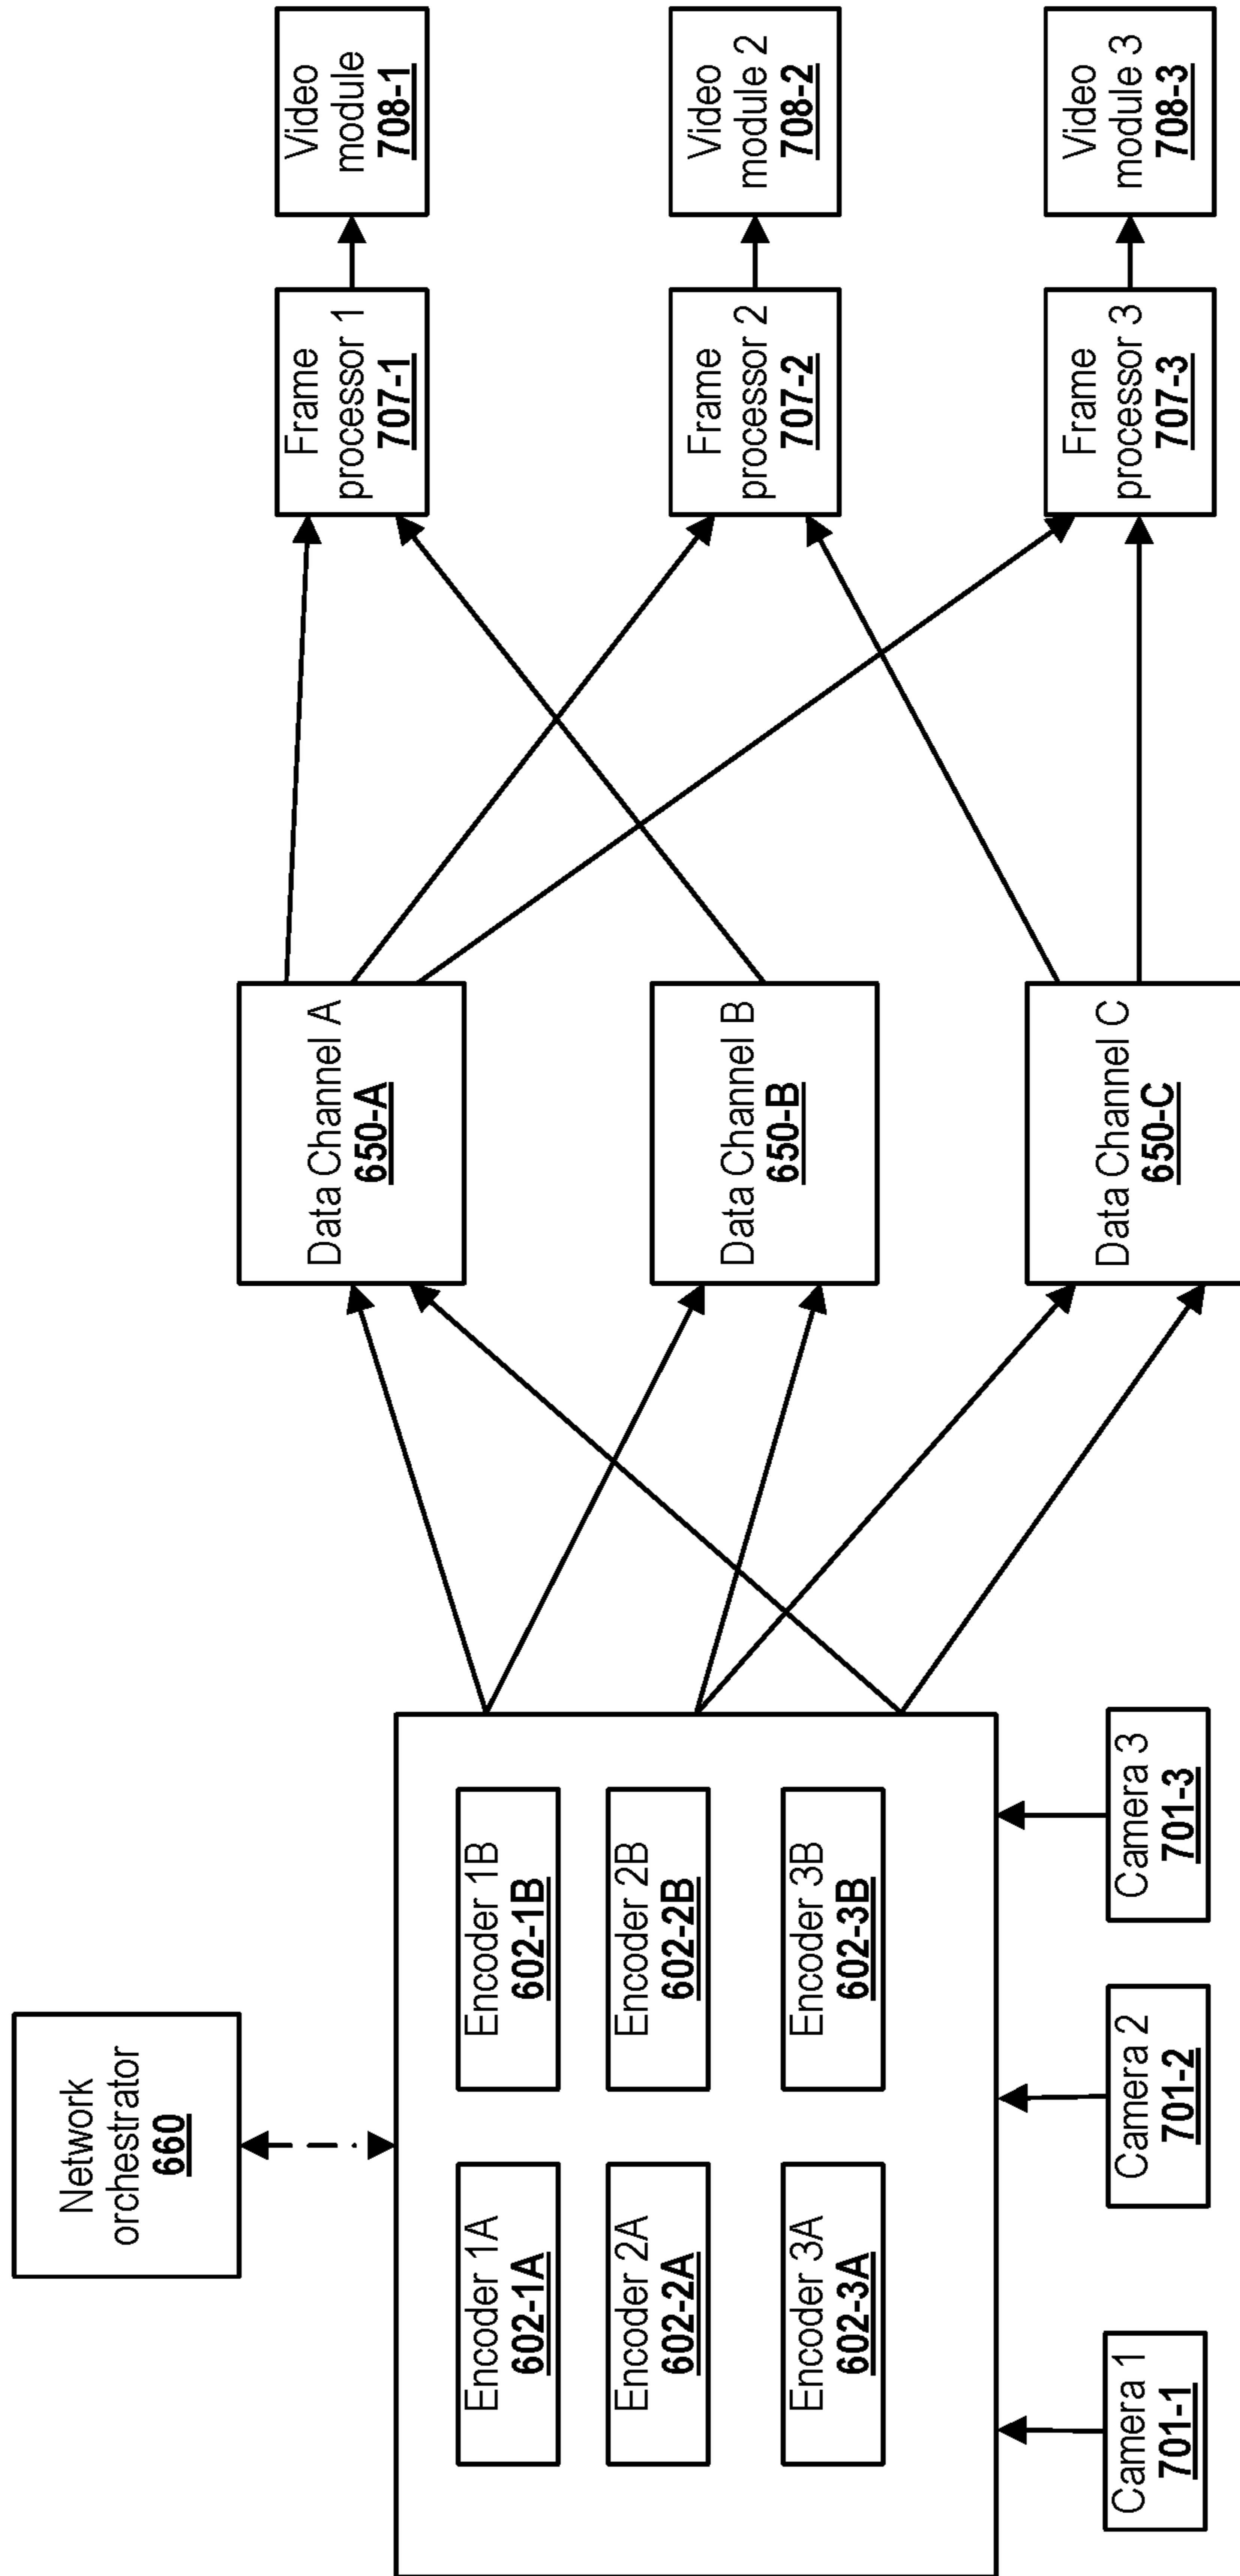 Network
orchestrator
660
Encoder 1A
602-1A
Encoder 1B
602-1B
Encoder 2A
602-2A
Encoder 2B
602-2B
Encoder 3A
602-3A
Encoder 3B
602-3B
Camera 1
701-1
Camera 2
701-2
Camera 3
701-3
Data Channel A
650-A
Data Channel B
650-B
Data Channel C
650-C
Frame
processor 1
707-1
Frame
processor 2
707-2
Frame
processor 3
707-3
Video
module
708-1
Video
module 2
708-2
Video
module 3
708-3